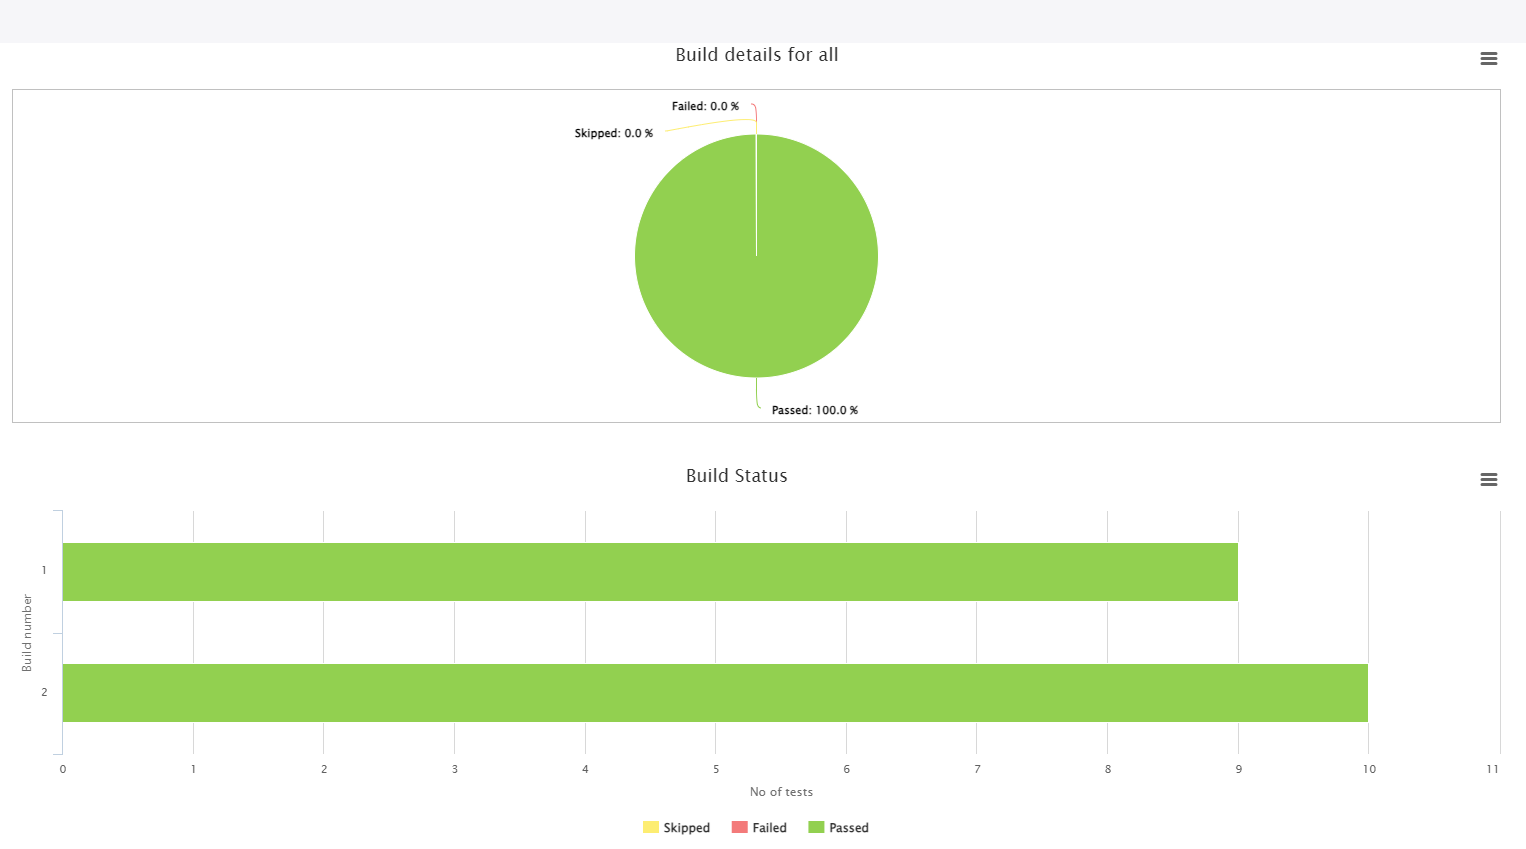 Build details for all
Failed: 0.0 %
Skipped: 0.0 %
Passed: 100.0 %
Build Status
Build number
1
2
0 1 2 3 4 5 6 7 8 9 10 11
No of tests
Skipped Failed Passed